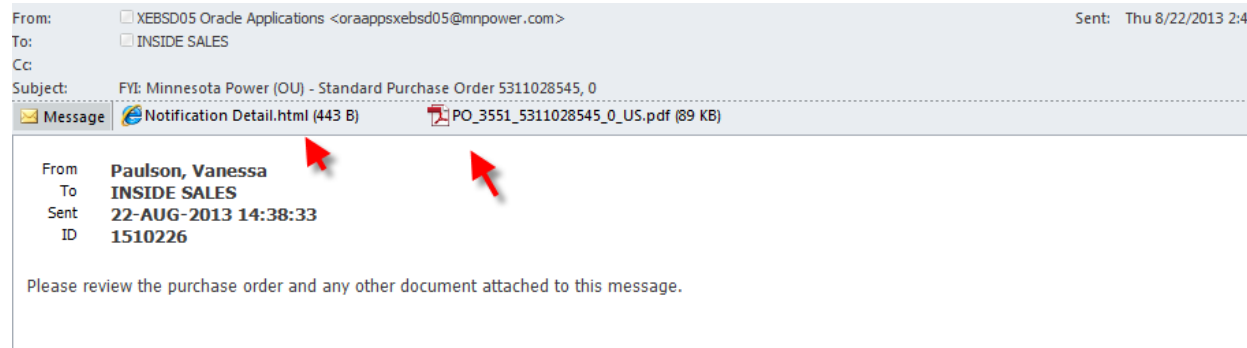 From: XEBSD05 Oracle Applications <oraappsxebsd05@mnpower.com> Sent: Thu 8/22/2013 2:4
To: INSIDE SALES
Cc:
Subject: FYI: Minnesota Power (OU) - Standard Purchase Order 5311028545, 0
Message Notification Detail.html (443 B) PO_3551_5311028545_0_US.pdf (89 KB)
From Paulson, Vanessa
To INSIDE SALES
Sent 22-AUG-2013 14:38:33
ID 1510226
Please review the purchase order and any other document attached to this message.